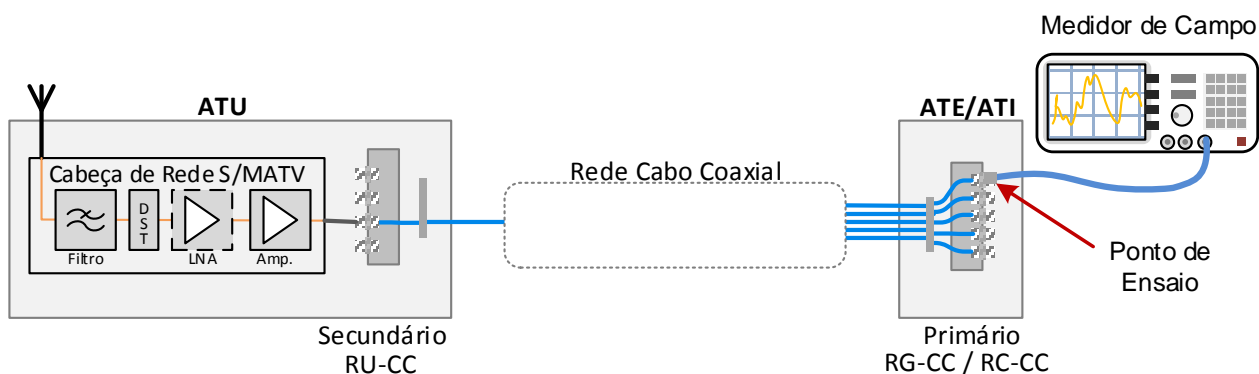 Medidor de Campo
ATU
ATE/ATI
Cabeça de Rede S/MATV
Rede Cabo Coaxial
D
S
T
Filtro
LNA
Amp.
Ponto de
Ensaio
Secundário
RU-CC
Primário
RG-CC / RC-CC